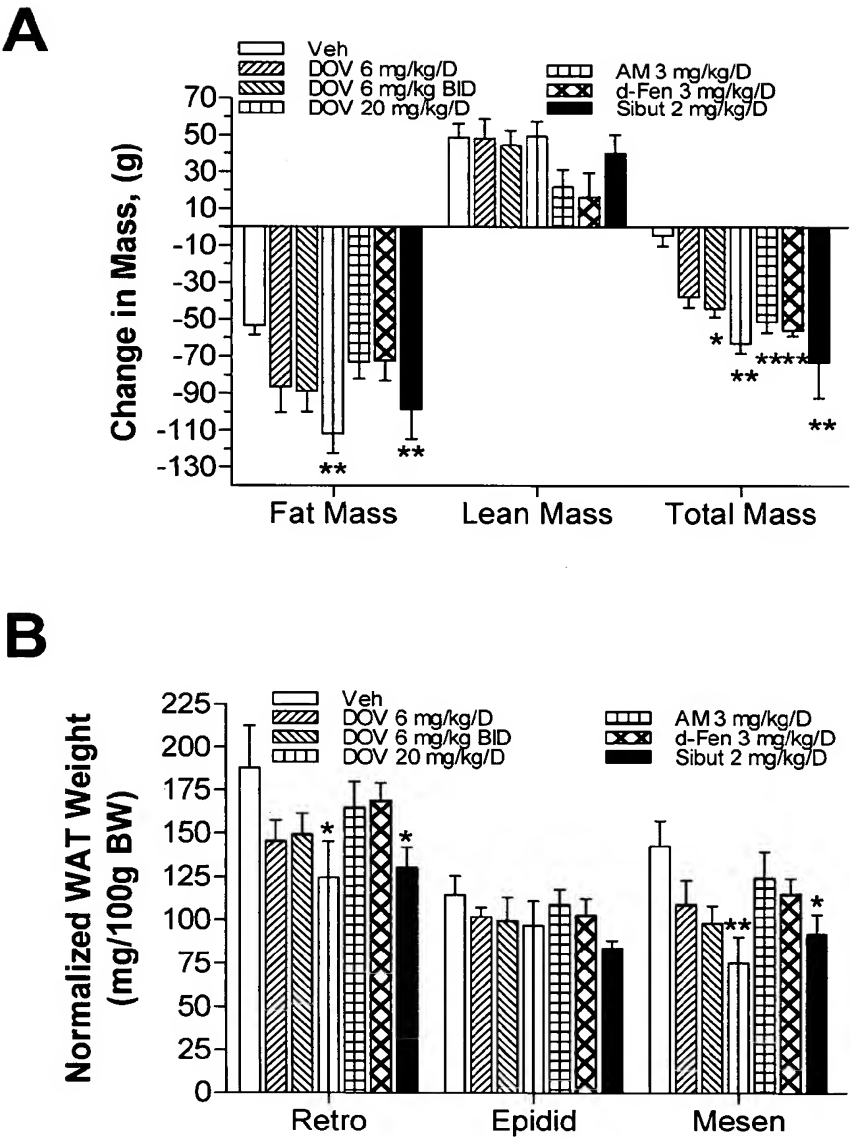 A
Veh
DOV 6 mg/kg/D
DOV 6 mg/kg BID
DOV 20 mg/kg/D
AM 3 mg/kg/D
d-Fen 3 mg/kg/D
Sibut 2 mg/kg/D
Change in Mass, (g)
70
50
30
10
-10
-30
-50
-70
-90
-110
-130
**
**
*
**
****
**
Fat Mass Lean Mass Total Mass
B
Veh
DOV 6 mg/kg/D
DOV 6 mg/kg BID
DOV 20 mg/kg/D
AM 3 mg/kg/D
d-Fen 3 mg/kg/D
Sibut 2 mg/kg/D
Normalized WAT Weight
(mg/100g BW)
225
200
175
150
125
100
75
50
25
0
*
*
**
*
Retro Epidid Mesen